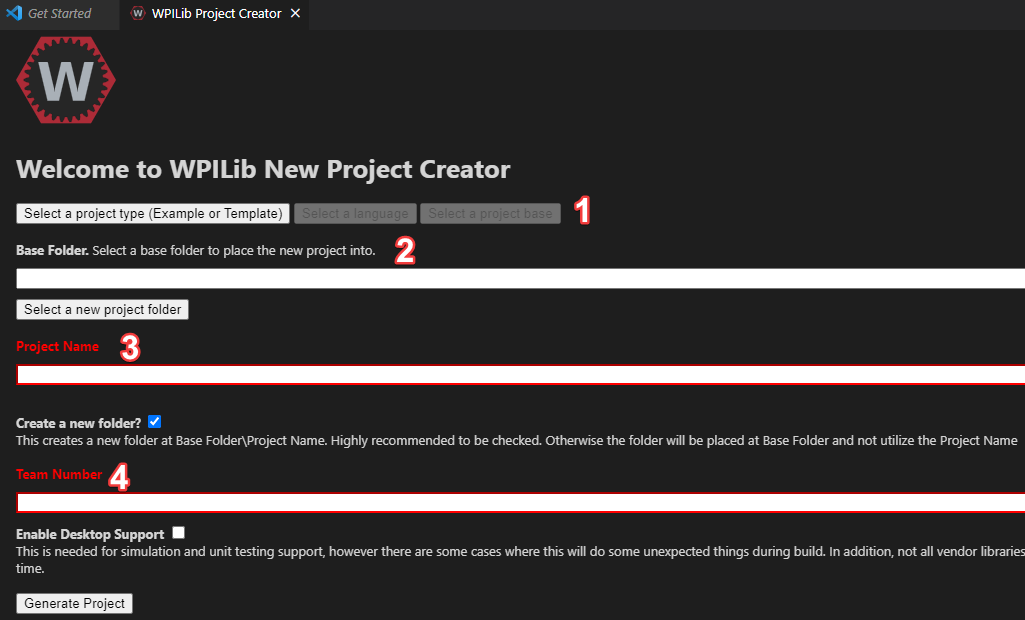 Get Started
WPILib Project Creator
W
Welcome to WPILib New Project Creator
Select a project type (Example or Template) Select a language Select a project base 1
Base Folder. Select a base folder to place the new project into. 2
Select a new project folder
Project Name 3
Create a new folder?
This creates a new folder at Base Folder\Project Name. Highly recommended to be checked. Otherwise the folder will be placed at Base Folder and not utilize the Project Name
Team Number 4
Enable Desktop Support
This is needed for simulation and unit testing support, however there are some cases where this will do some unexpected things during build. In addition, not all vendor libraries
time.
Generate Project